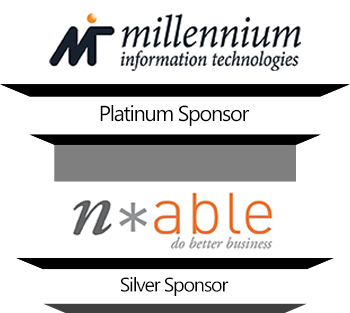 millennium
information technologies
Platinum Sponsor
n*able
do better business
Silver Sponsor